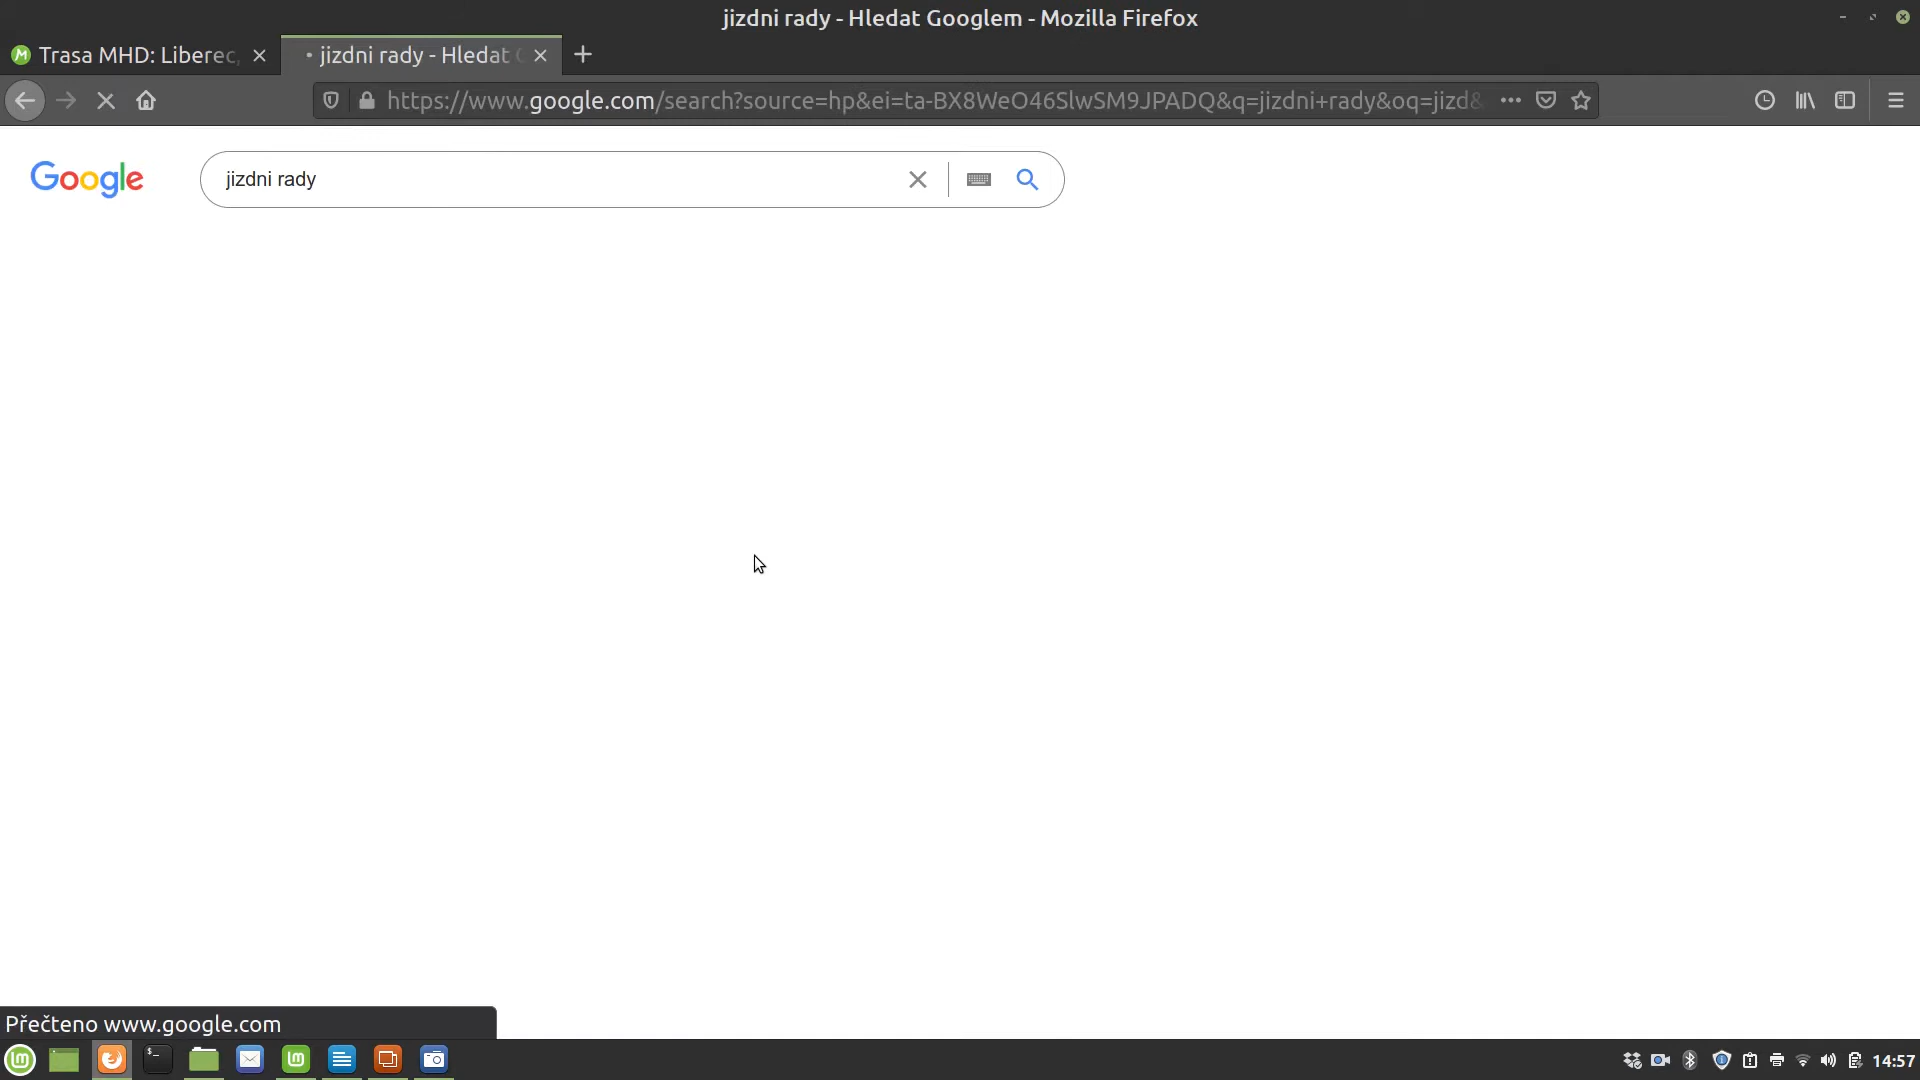 jizdni rady - Hledat Googlem - Mozilla Firefox
Trasa MHD: Liberec,
jizdni rady - Hledat G
https://www.google.com/search?source=hp&ei=ta-BX8WeO46SlwSM9JPADQ&q=jizdni+rady&oq=jizd&
Google
jizdni rady
Přečteno www.google.com
14:57